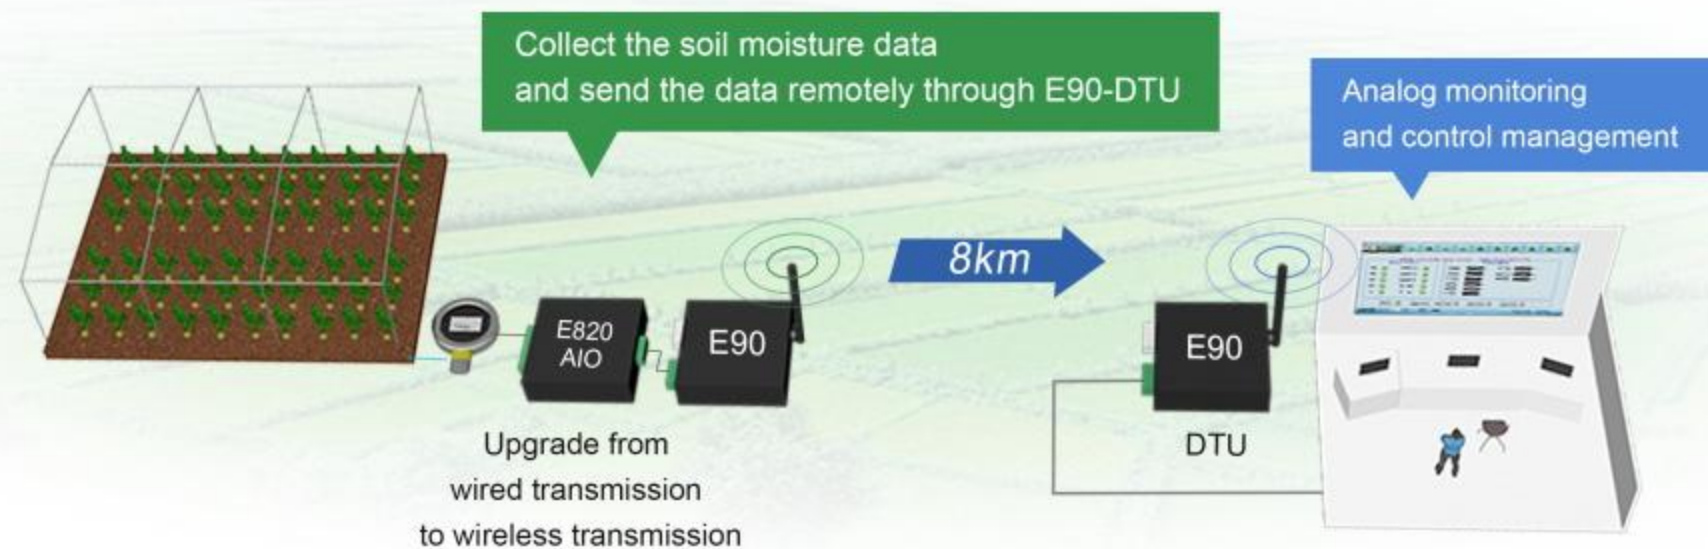 Collect the soil moisture data
and send the data remotely through E90-DTU
Analog monitoring
and control management
8km
E820
AIO
E90
E90
DTU
Upgrade from
wired transmission
to wireless transmission